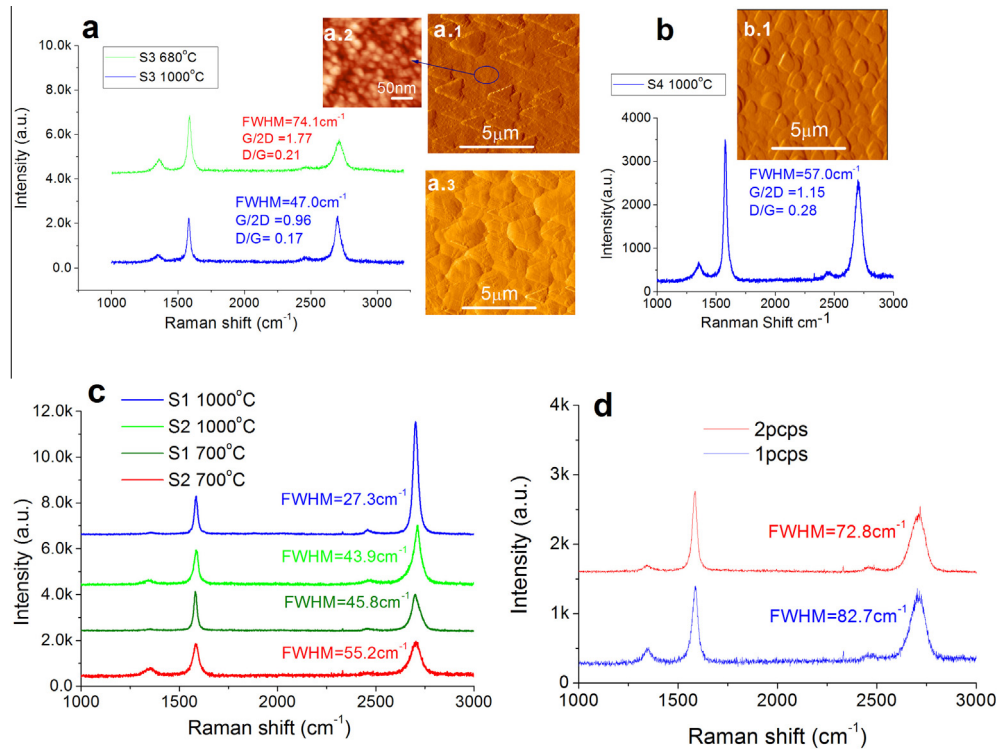 a
S3 680°C
S3 1000°C
10.0k
8.0k
6.0k
4.0k
2.0k
0.0
Intensity (a.u.)
FWHM=74.1cm⁻¹
G/2D =1.77
D/G=0.21
FWHM=47.0cm⁻¹
G/2D =0.96
D/G= 0.17
1000 1500 2000 2500 3000
Raman shift (cm⁻¹)
a.2
50nm
a.1
5μm
a.3
5μm
b
S4 1000°C
b.1
5μm
4000
3000
2000
1000
0
Intensity(a.u.)
FWHM=57.0cm⁻¹
G/2D=1.15
D/G= 0.28
1000 1500 2000 2500 3000
Ranman Shift cm⁻¹
c
S1 1000°C
S2 1000°C
S1 700°C
S2 700°C
12.0k
10.0k
8.0k
6.0k
4.0k
2.0k
0.0
Intensity (a.u.)
FWHM=27.3cm⁻¹
FWHM=43.9cm⁻¹
FWHM=45.8cm⁻¹
FWHM=55.2cm⁻¹
1000 1500 2000 2500 3000
Raman shift (cm⁻¹)
d
2pcps
1pcps
4k
3k
2k
1k
0
Intensity (a.u.)
FWHM=72.8cm⁻¹
FWHM=82.7cm⁻¹
1000 1500 2000 2500 3000
Raman shift (cm⁻¹)